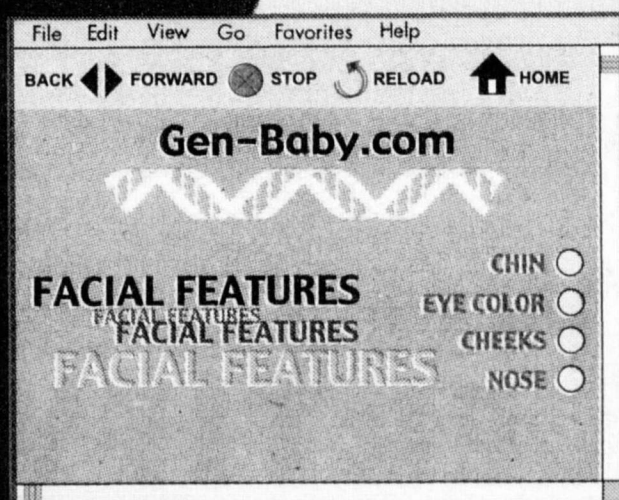 File Edit View Go Favorites Help
BACK FORWARD STOP RELOAD HOME
Gen-Baby.com
FACIAL FEATURES
FACIAL FEATURES
FACIAL FEATURES
FACIAL FEATURES
CHIN
EYE COLOR
CHEEKS
NOSE